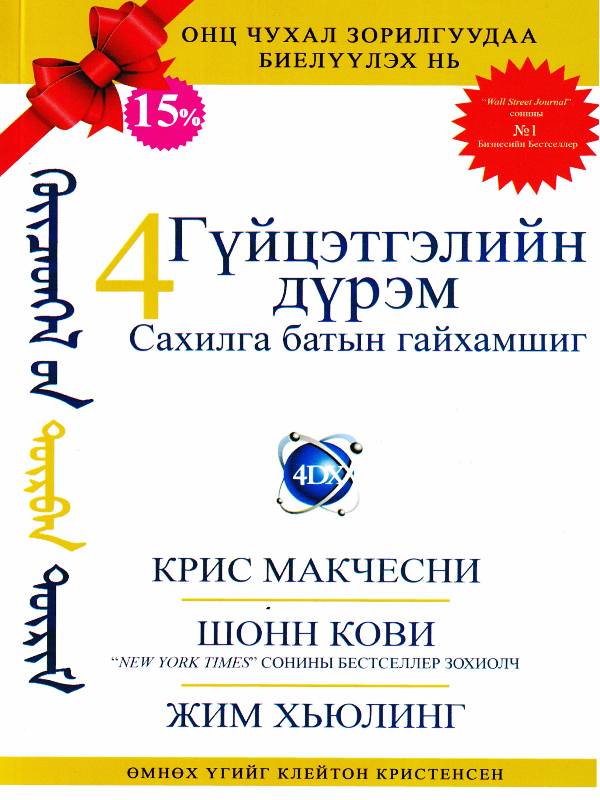 ОНЦ ЧУХАЛ ЗОРИЛГУУДАА
БИЕЛҮҮЛЭХ НЬ
15%
“Wall Street Journal”
сонины
№1
Бизнесийн Бестселлер
4 Гүйцэтгэлийн
дүрэм
Сахилга батын гайхамшиг
4DX
КРИС МАКЧЕСНИ
ШОНН КОВИ
“NEW YORK TIMES” СОНИНЫ БЕСТСЕЛЛЕР ЗОХИОЛЧ
ЖИМ ХЬЮЛИНГ
ӨМНӨХ ҮГИЙГ КЛЕЙТОН КРИСТЕНСЕН